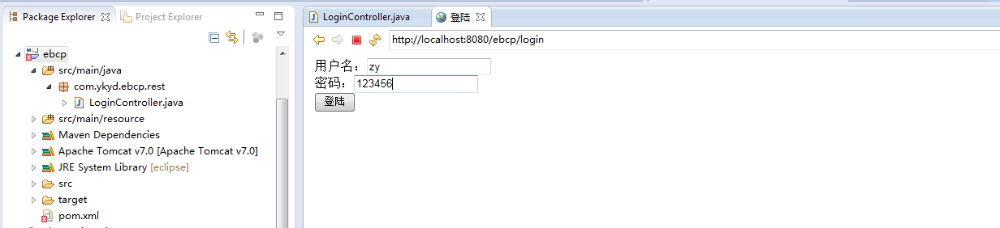 Package Explorer
Project Explorer
ebcp
src/main/java
com.ykyd.ebcp.rest
LoginController.java
src/main/resource
Maven Dependencies
Apache Tomcat v7.0 [Apache Tomcat v7.0]
JRE System Library [eclipse]
src
target
pom.xml
LoginController.java
登陆
http://localhost:8080/ebcp/login
用户名：zy
密码：123456
登陆